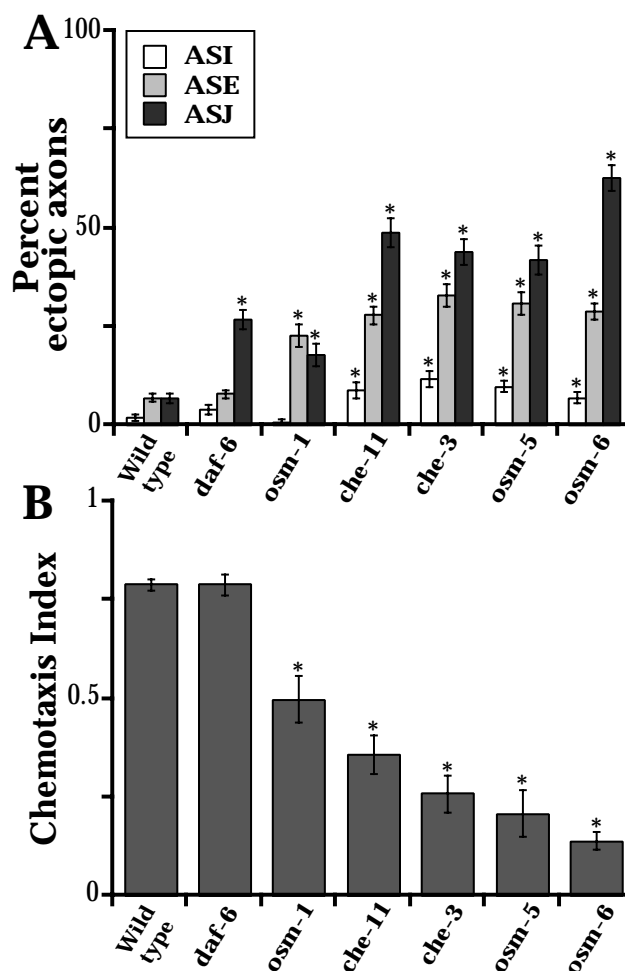 A
100
ASI
ASE
ASJ
Percent
ectopic axons
50
0
* * * * * * * * * * * * * * *
Wild
type
daf-6
osm-1
che-11
che-3
osm-5
osm-6
B
1
Chemotaxis Index
0.5
0
* * * * *
Wild
type
daf-6
osm-1
che-11
che-3
osm-5
osm-6